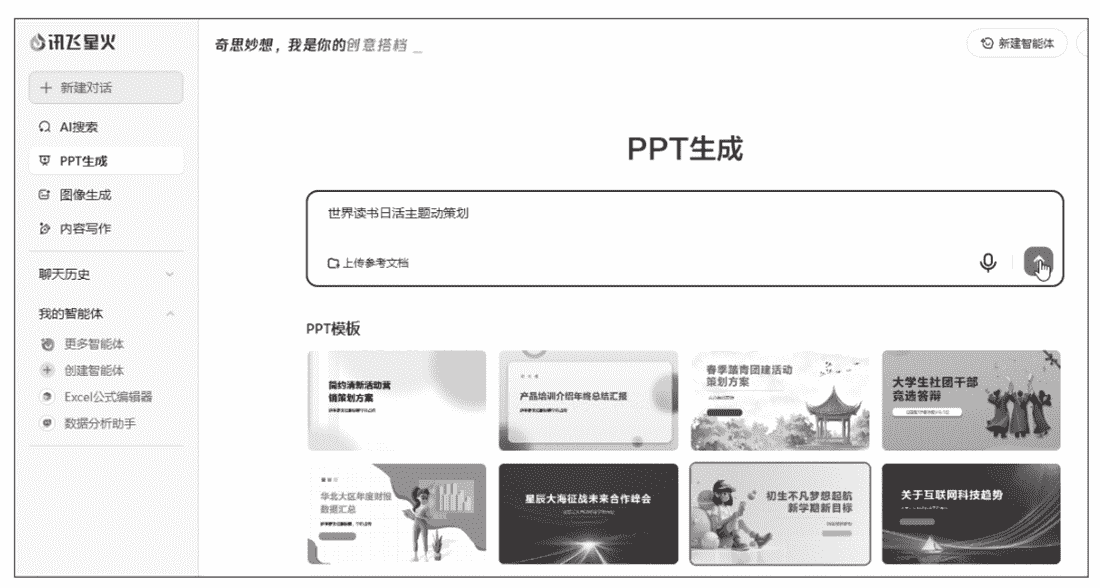 讯飞星火
奇思妙想，我是你的创意搭档 _
新建智能体
+ 新建对话
AI搜索
PPT生成
图像生成
内容写作
聊天历史
我的智能体
更多智能体
创建智能体
Excel公式编辑器
数据分析助手
PPT生成
世界读书日活主题动策划
上传参考文档
PPT模板
简约清新活动营
销策划方案
产品培训介绍年终总结汇报
春季踏青团建活动
策划方案
大学生社团干部
竞选答辩
华北大区年度财报
数据汇总
星辰大海征战未来合作峰会
初生不凡梦想起航
新学期新目标
关于互联网科技趋势